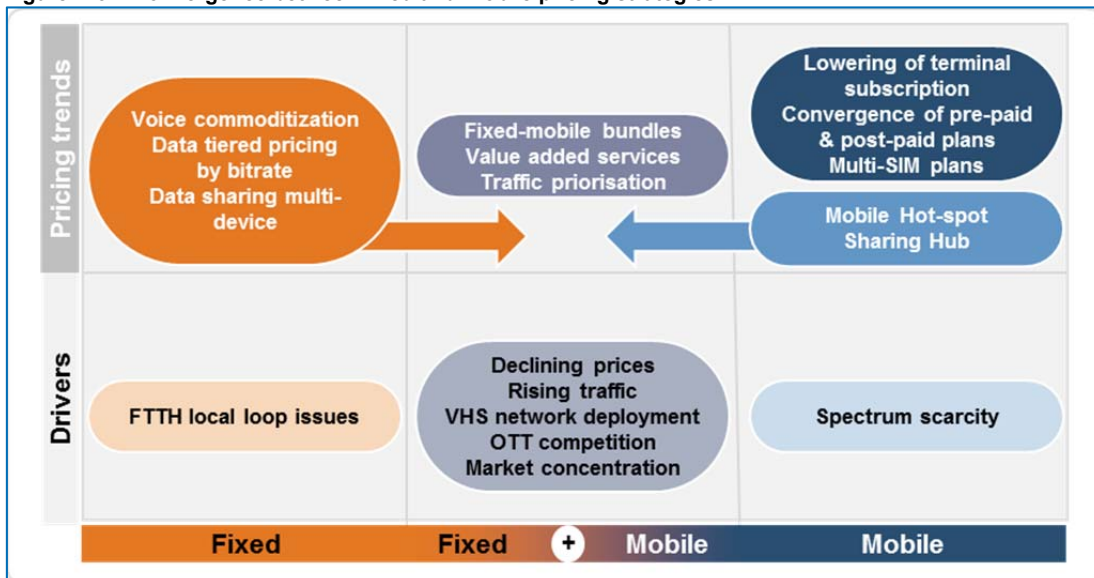 Pricing trends
Voice commoditization
Data tiered pricing
by bitrate
Data sharing multi-
device
Fixed-mobile bundles
Value added services
Traffic priorisation
Lowering of terminal
subscription
Convergence of pre-paid
& post-paid plans
Multi-SIM plans
Mobile Hot-spot
Sharing Hub
Drivers
FTTH local loop issues
Declining prices
Rising traffic
VHS network deployment
OTT competition
Market concentration
Spectrum scarcity
Fixed
Fixed + Mobile
Mobile